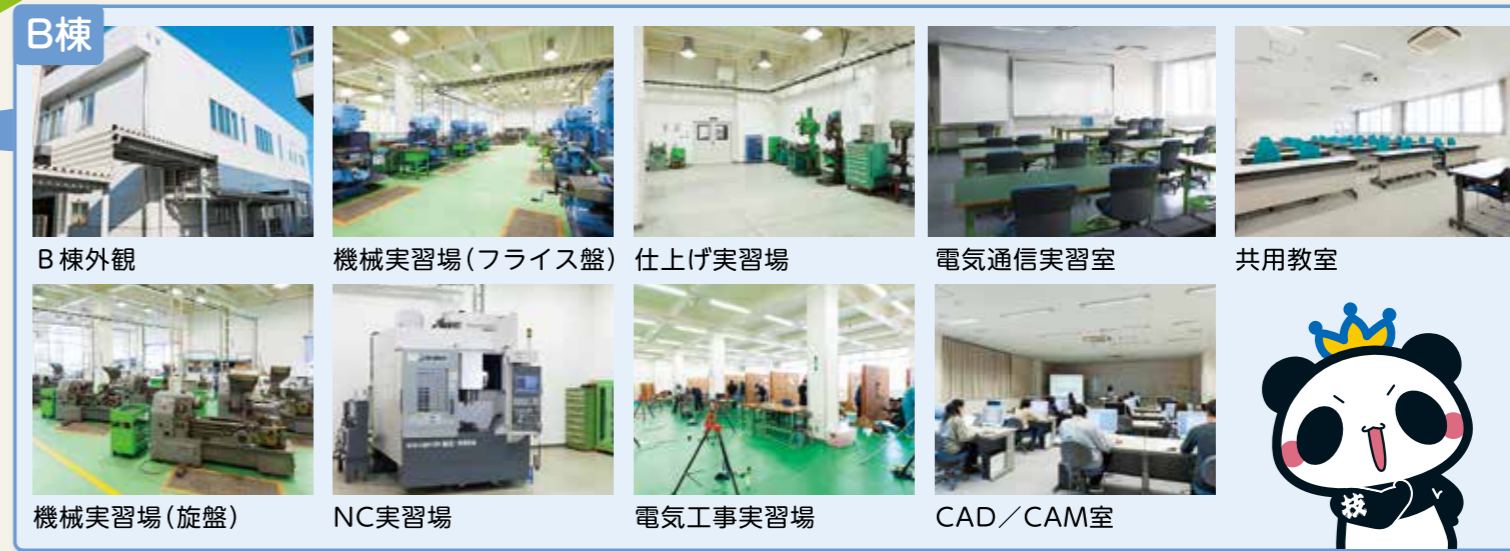 B棟
B棟外観
機械実習場(フライス盤)
仕上げ実習場
電気通信実習室
共用教室
機械実習場(旋盤)
NC実習場
電気工事実習場
CAD/CAM室
技